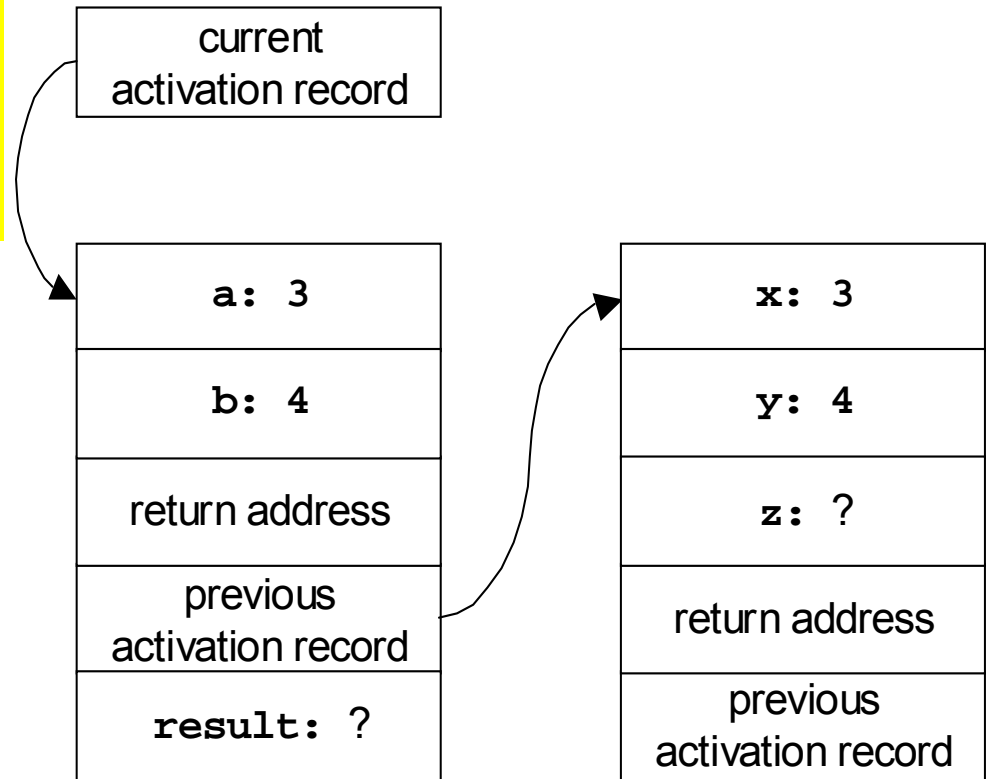 current
activation record
a: 3
b: 4
return address
previous
activation record
result: ?
x: 3
y: 4
z: ?
return address
previous
activation record